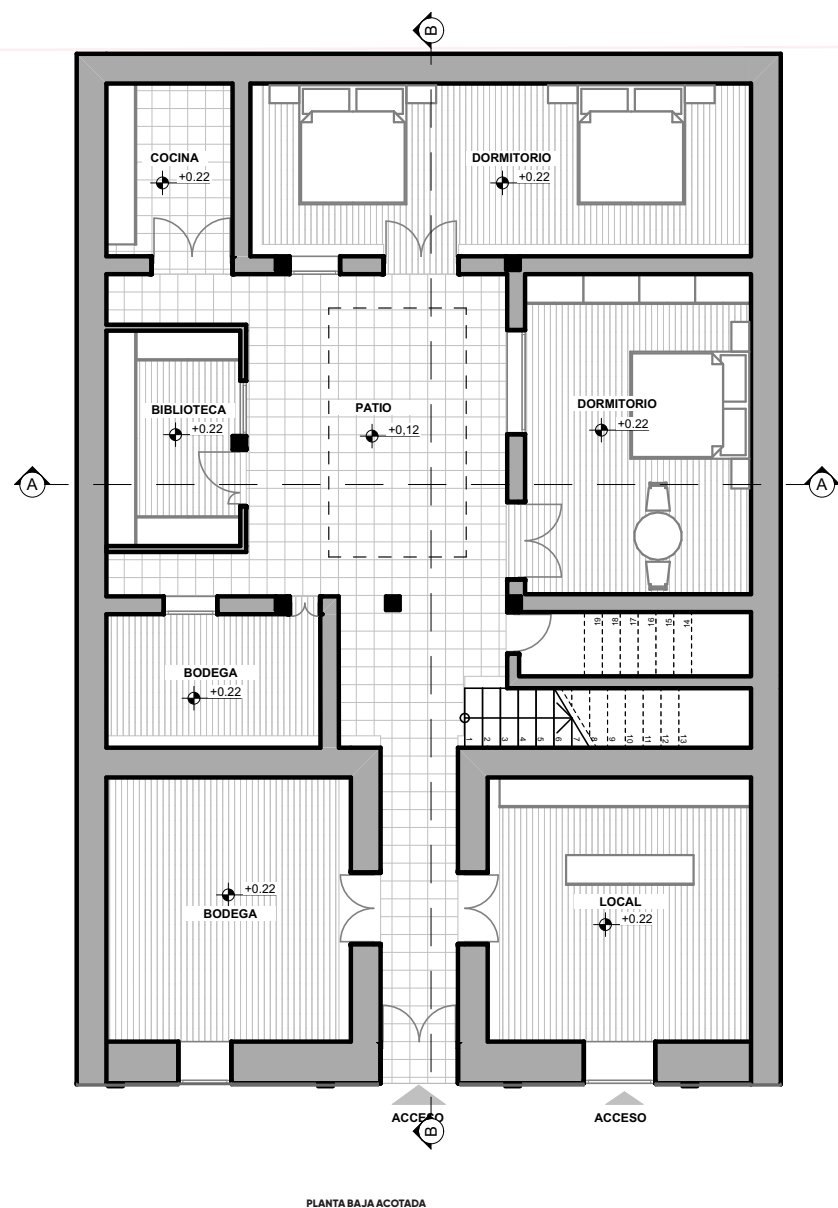 B
COCINA
+0.22
DORMITORIO
+0.22
BIBLIOTECA
+0.22
PATIO
+0,12
DORMITORIO
+0.22
A
A
19 18 17 16 15 14
BODEGA
+0.22
1 2 3 4 5 6 7 8 9 10 11 12 13
+0.22
BODEGA
LOCAL
+0.22
ACCESO
ACCESO
B
PLANTA BAJA ACOTADA